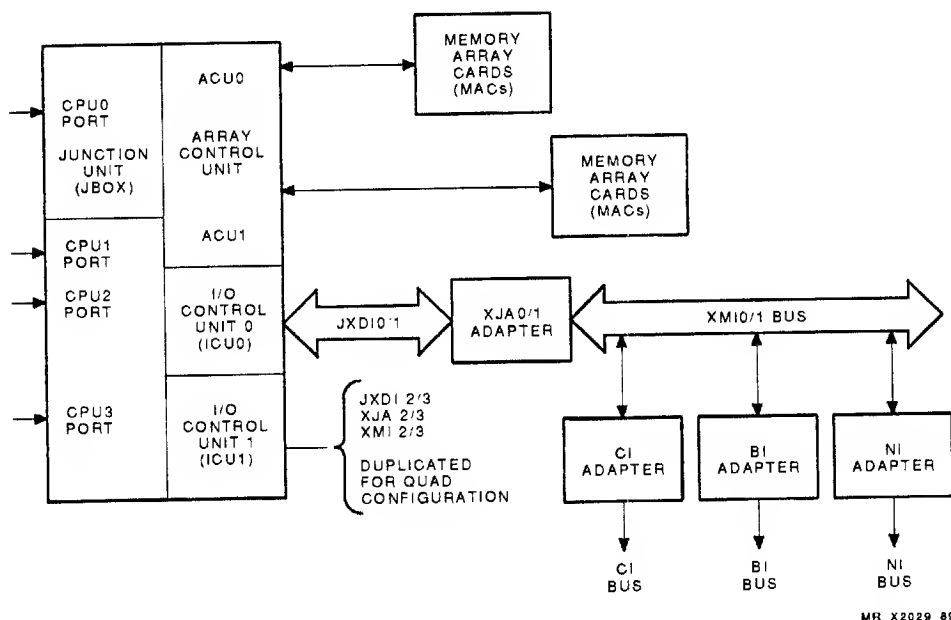 CPU0
PORT
JUNCTION
UNIT
(JBOX)
CPU1
PORT
CPU2
PORT
CPU3
PORT
ACU0
ARRAY
CONTROL
UNIT
ACU1
I/O
CONTROL
UNIT 0
(ICU0)
I/O
CONTROL
UNIT 1
(ICU1)
MEMORY
ARRAY
CARDS
(MACs)
MEMORY
ARRAY
CARDS
(MACs)
JXDI0/1
XJA0/1
ADAPTER
XMI0/1 BUS
JXDI 2/3
XJA 2/3
XMI 2/3
DUPLICATED
FOR QUAD
CONFIGURATION
CI
ADAPTER
BI
ADAPTER
NI
ADAPTER
CI
BUS
BI
BUS
NI
BUS
MR X2029 89